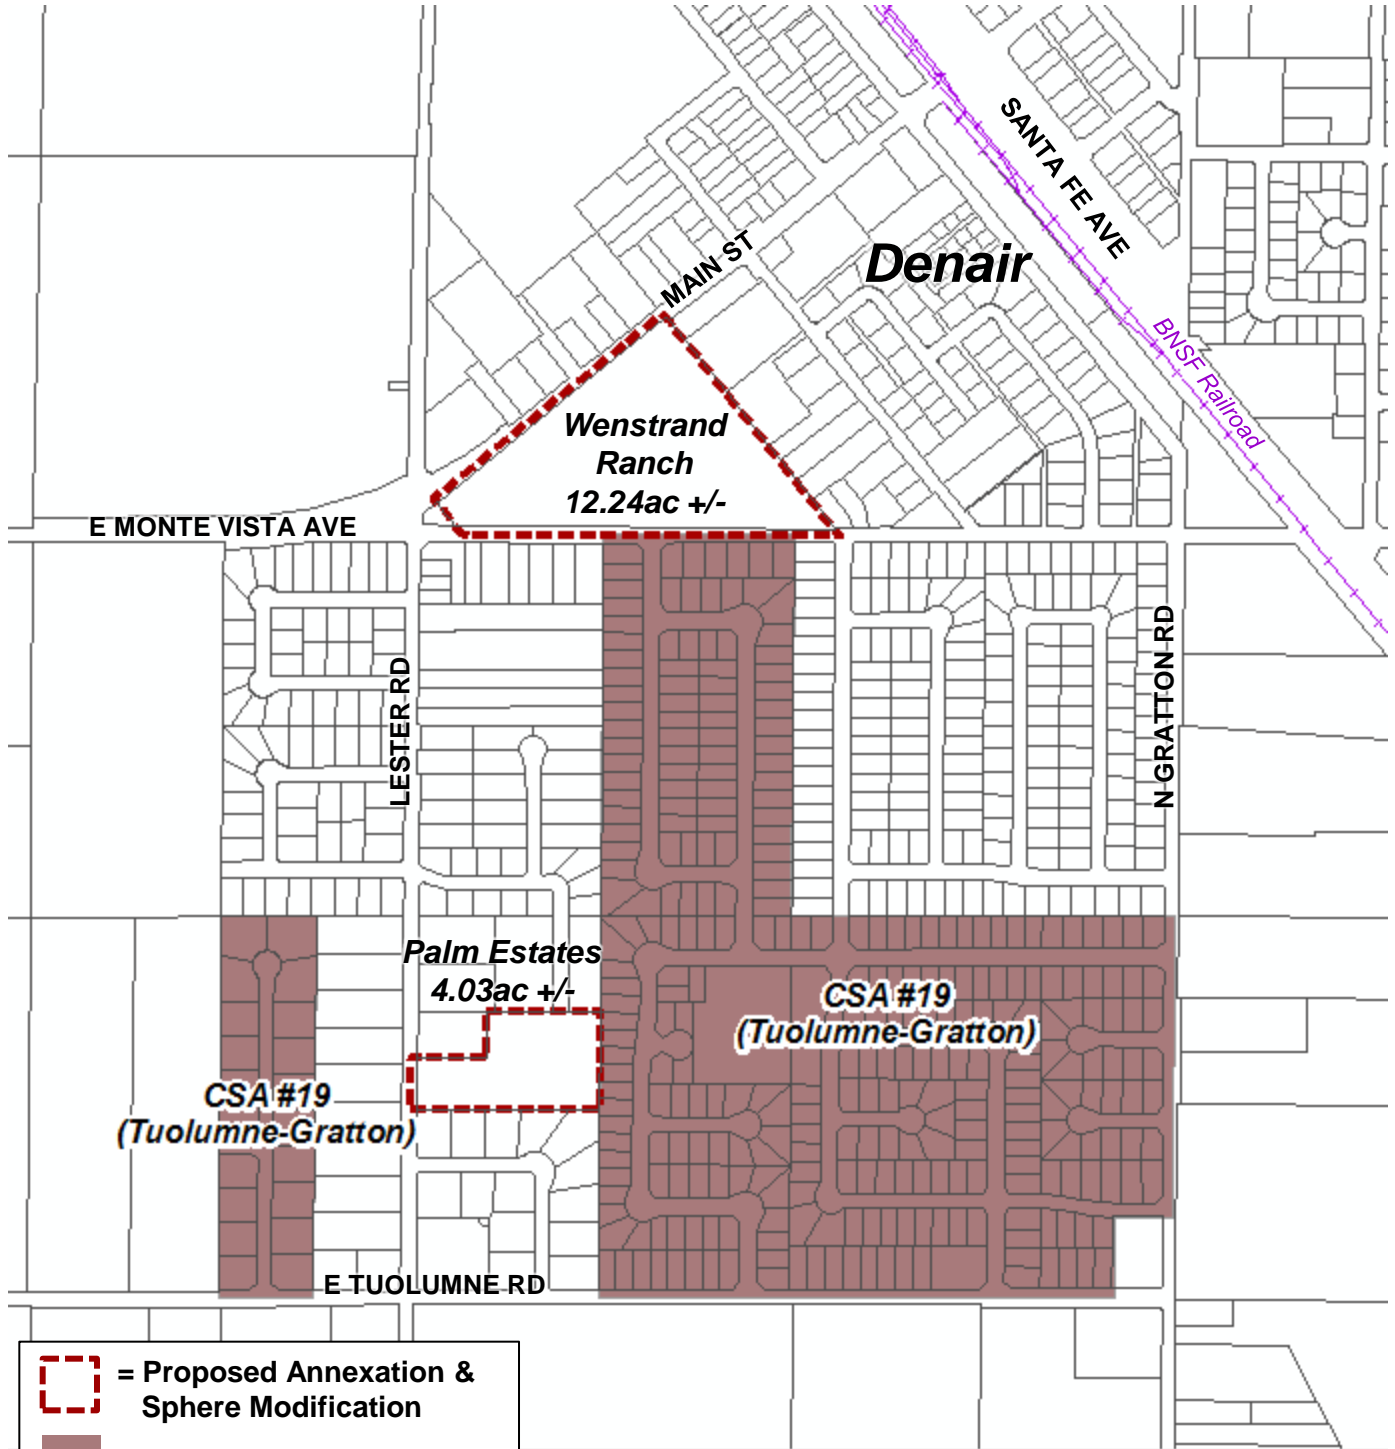 SANTA FE AVE
Denair
MAIN ST
BNSF Railroad
Wenstrand
Ranch
12.24ac +/-
E MONTE VISTA AVE
LESTER RD
N GRATTON RD
Palm Estates
4.03ac +/-
CSA #19
(Tuolumne-Gratton)
CSA #19
(Tuolumne-Gratton)
E TUOLUMNE RD
= Proposed Annexation &
Sphere Modification